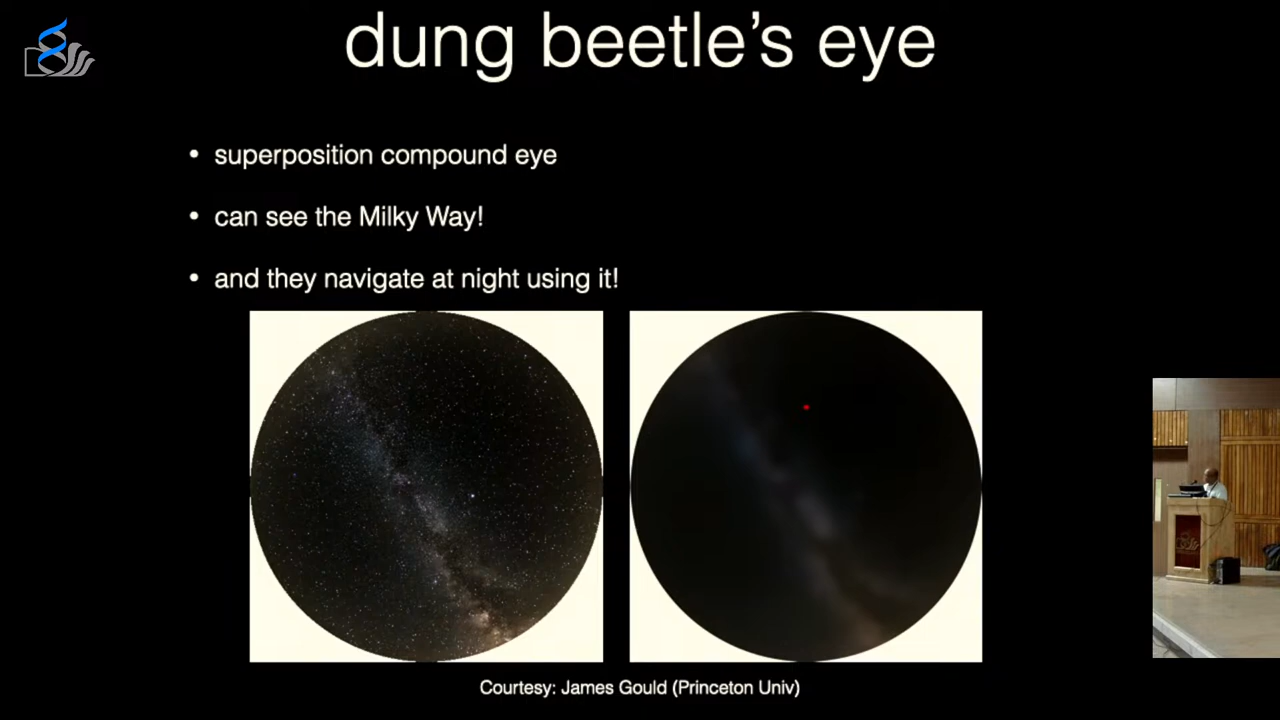 dung beetle's eye
• superposition compound eye
• can see the Milky Way!
• and they navigate at night using it!
Courtesy: James Gould (Princeton Univ)